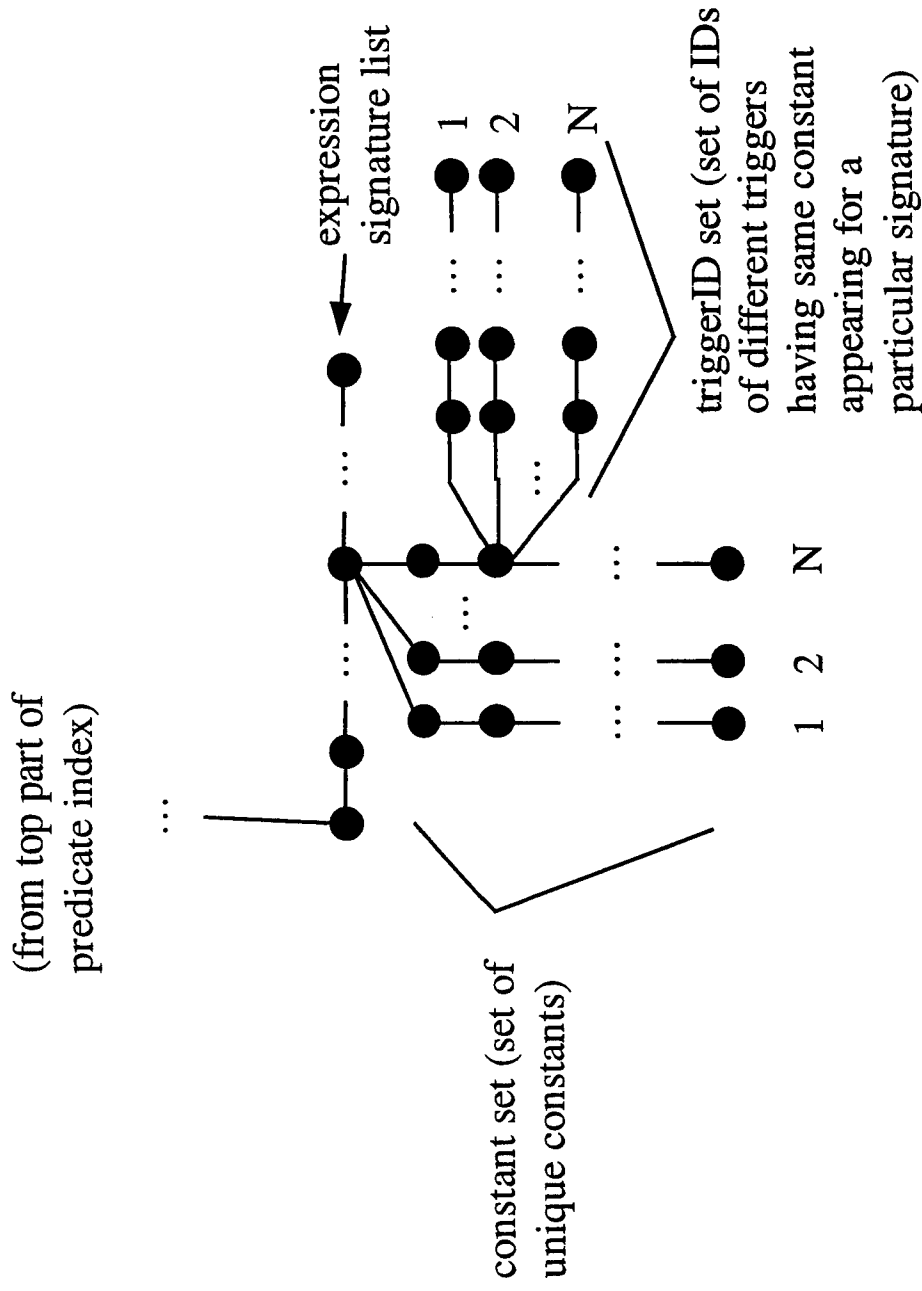 (from top part of
predicate index)
...
expression
signature list
...
...
1
2
N
...
...
...
...
...
...
...
...
1
2
N
constant set (set of
unique constants)
triggerID set (set of IDs
of different triggers
having same constant
appearing for a
particular signature)